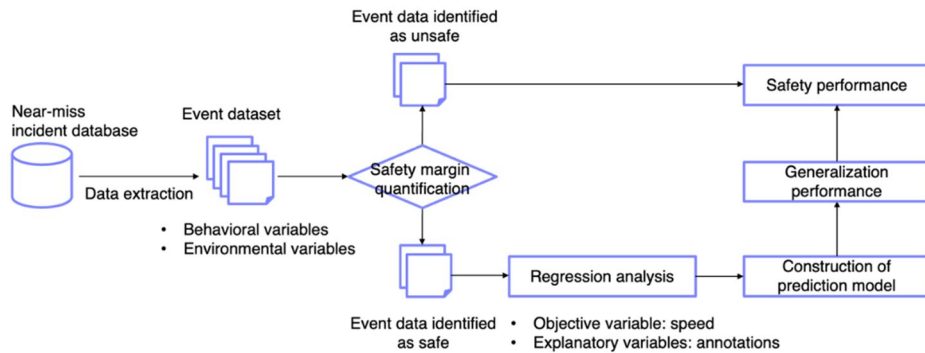 Near-miss
incident database
Data extraction
Event dataset
• Behavioral variables
• Environmental variables
Safety margin
quantification
Event data identified
as unsafe
Event data identified
as safe
Regression analysis
• Objective variable: speed
• Explanatory variables: annotations
Construction of
prediction model
Generalization
performance
Safety performance